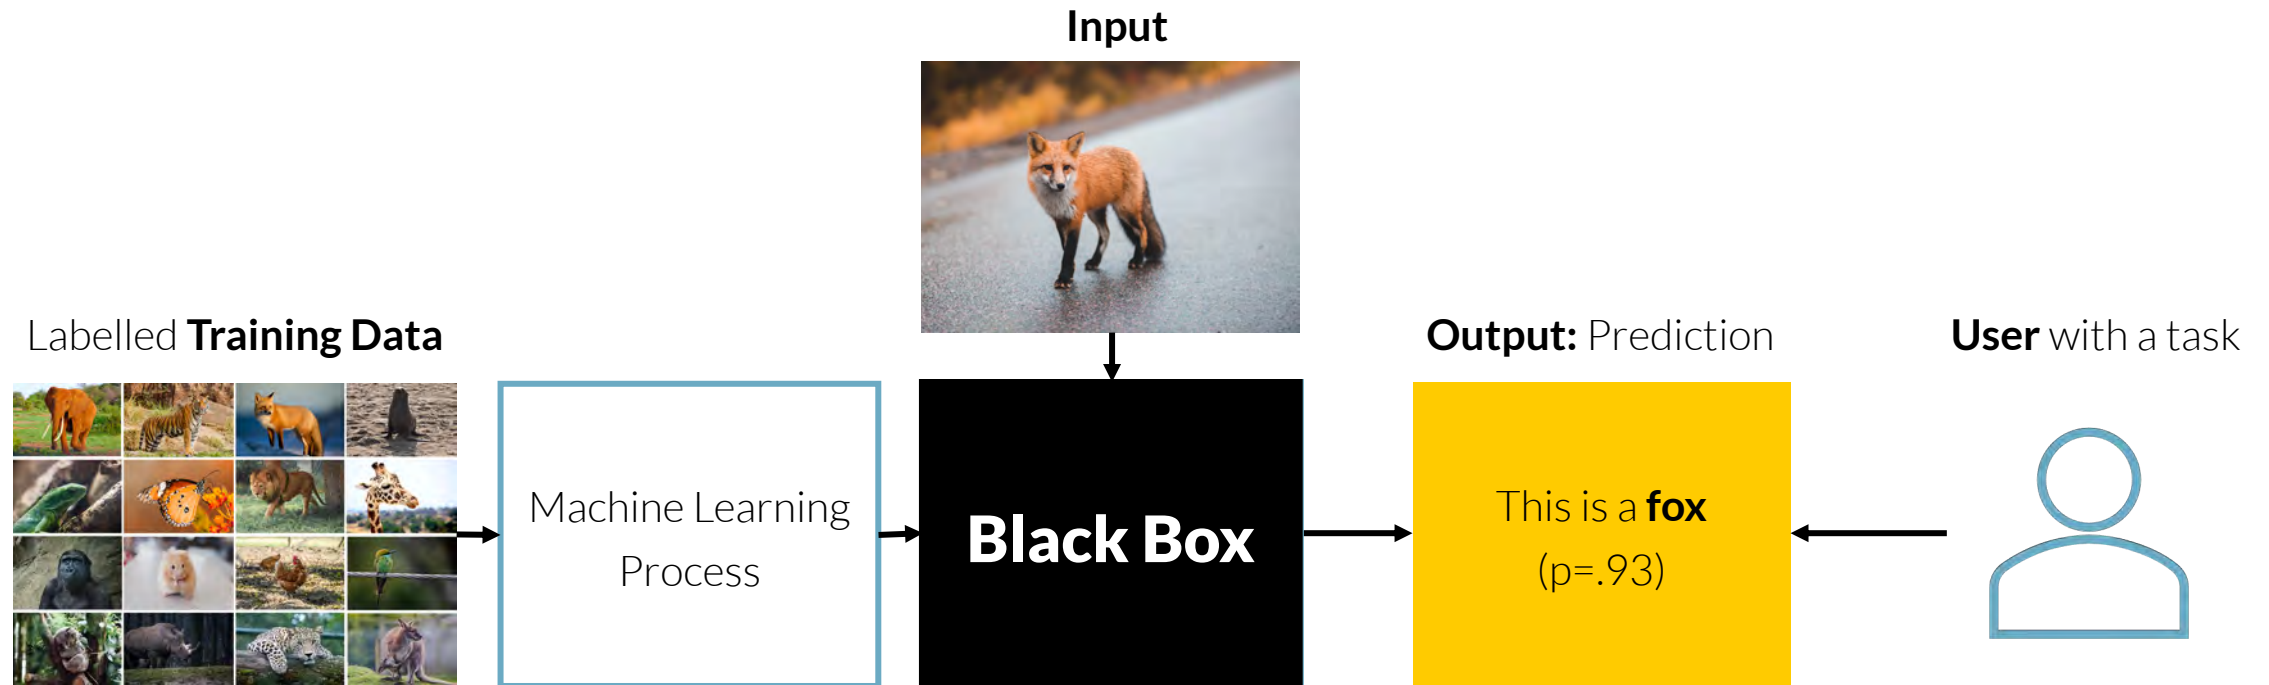 Input
Labelled Training Data
Output: Prediction
User with a task
Machine Learning
Process
Black Box
This is a fox
(p=.93)